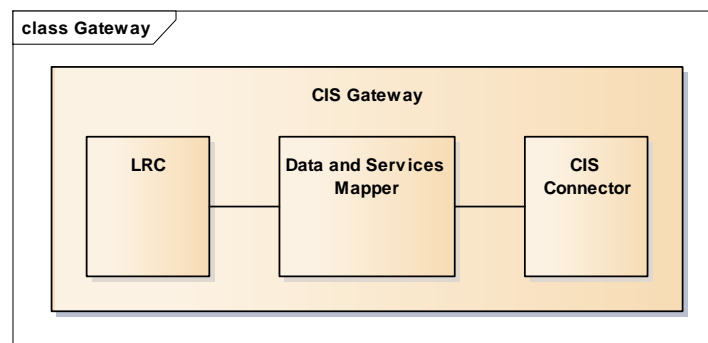 class Gateway
CIS Gateway
LRC
Data and Services
Mapper
CIS
Connector